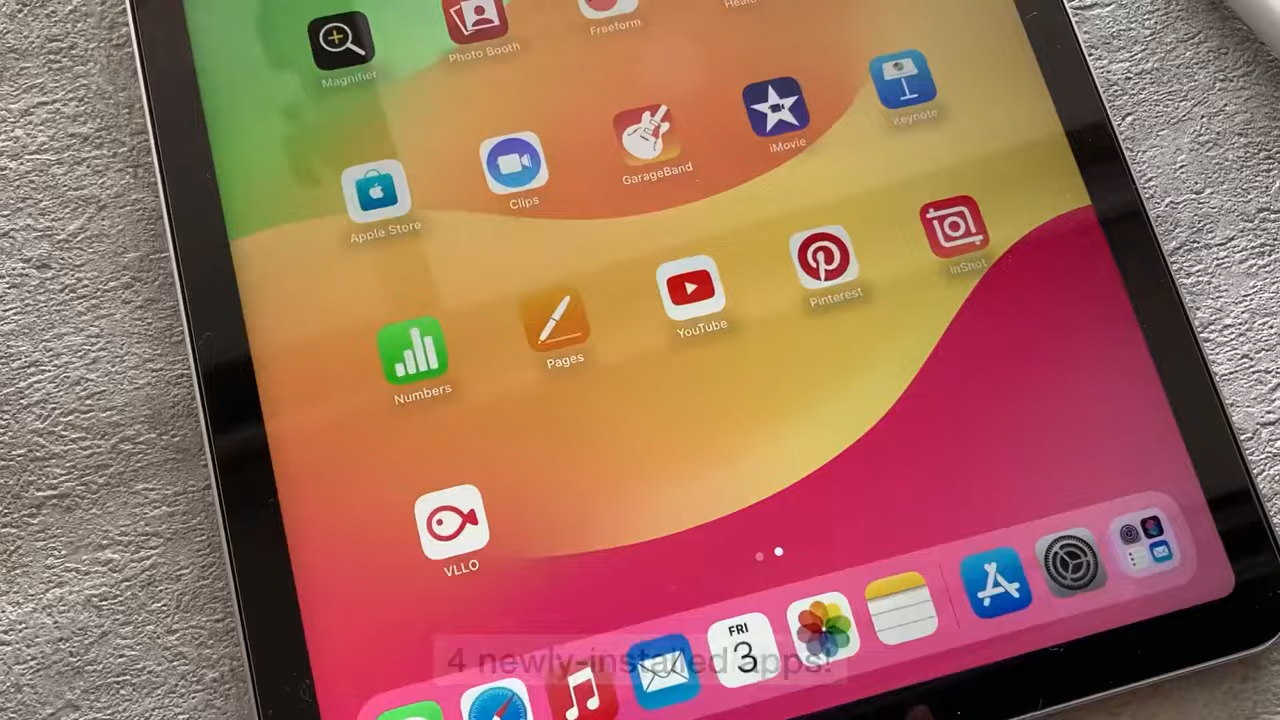 Magnifier
Photo Booth
Freeform
Apple Store
Clips
GarageBand
iMovie
Keynote
Numbers
Pages
YouTube
Pinterest
InShot
VLLO
FRI
3
4 newly-installed apps!